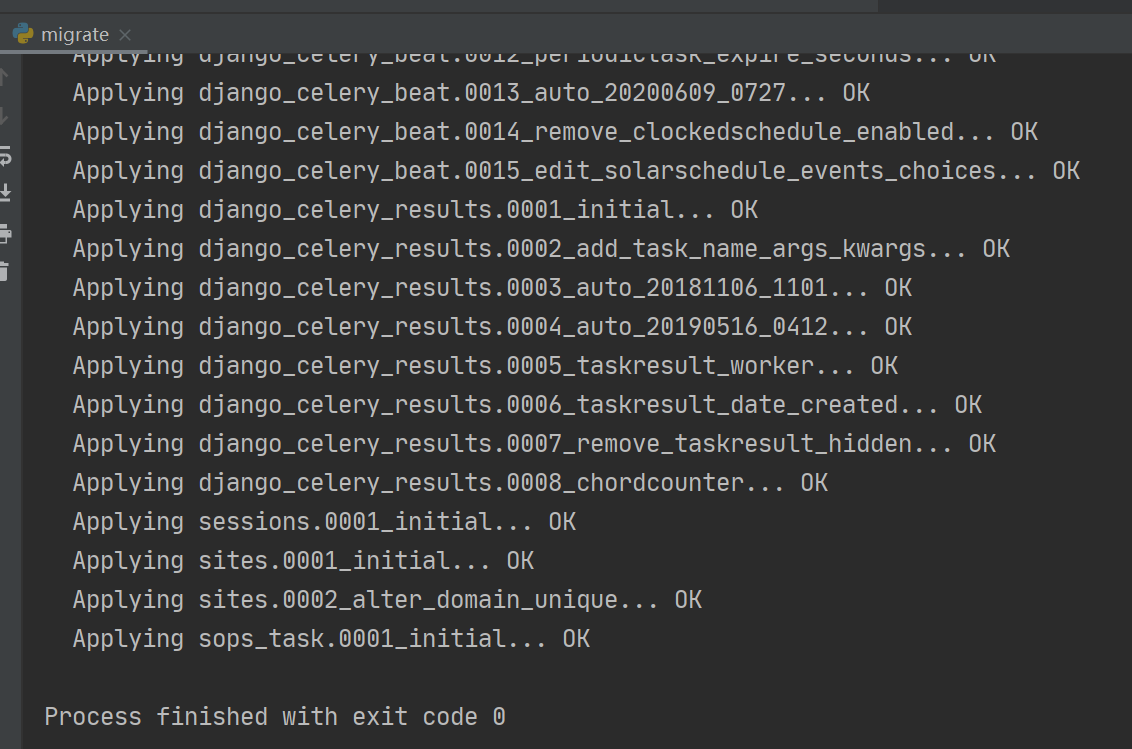 migrate
Applying django_celery_beat.0012_periodictask_expire_seconds... OK
Applying django_celery_beat.0013_auto_20200609_0727... OK
Applying django_celery_beat.0014_remove_clockedschedule_enabled... OK
Applying django_celery_beat.0015_edit_solarschedule_events_choices... OK
Applying django_celery_results.0001_initial... OK
Applying django_celery_results.0002_add_task_name_args_kwargs... OK
Applying django_celery_results.0003_auto_20181106_1101... OK
Applying django_celery_results.0004_auto_20190516_0412... OK
Applying django_celery_results.0005_taskresult_worker... OK
Applying django_celery_results.0006_taskresult_date_created... OK
Applying django_celery_results.0007_remove_taskresult_hidden... OK
Applying django_celery_results.0008_chordcounter... OK
Applying sessions.0001_initial... OK
Applying sites.0001_initial... OK
Applying sites.0002_alter_domain_unique... OK
Applying sops_task.0001_initial... OK
Process finished with exit code 0